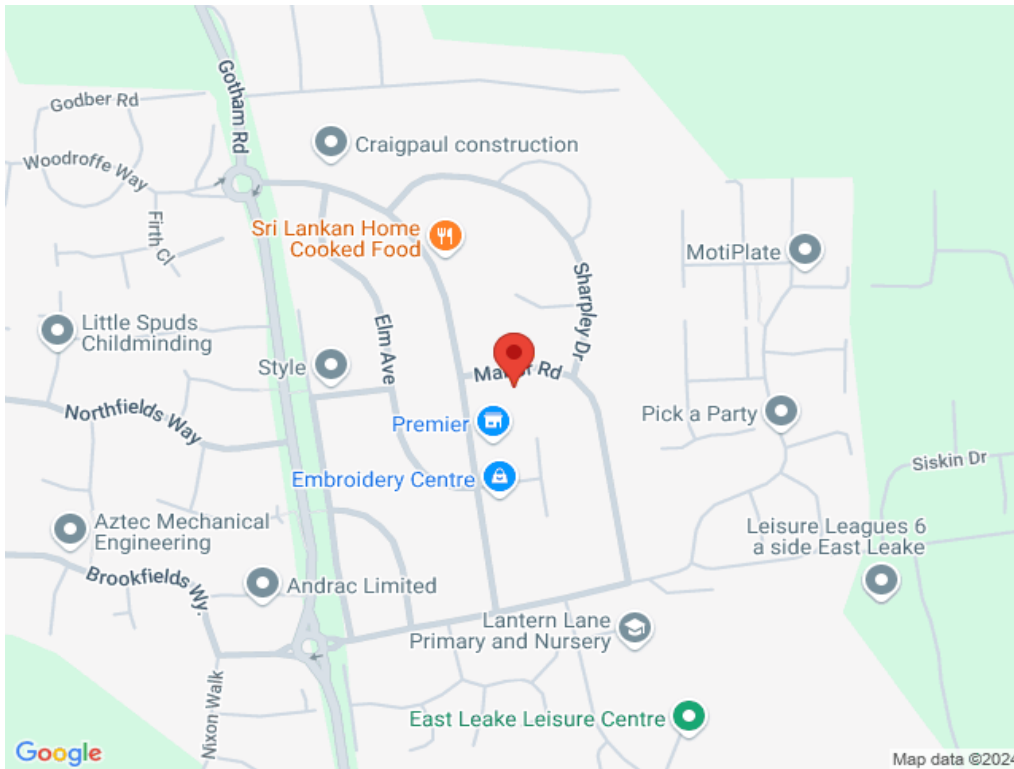 Godber Rd
Gotham Rd
Craigpaul construction
Woodroffe Way
Firth Cl
Sri Lankan Home
Cooked Food
Sharpley Dr
MotiPlate
Little Spuds
Childminding
Style
Elm Ave
Rd
Northfields Way
Premier
Pick a Party
Siskin Dr
Embroidery Centre
Aztec Mechanical
Engineering
Leisure Leagues 6
a side East Leake
Brookfields Wy.
Andrac Limited
Lantern Lane
Primary and Nursery
Nixon Walk
East Leake Leisure Centre
Google
Map data ©2024